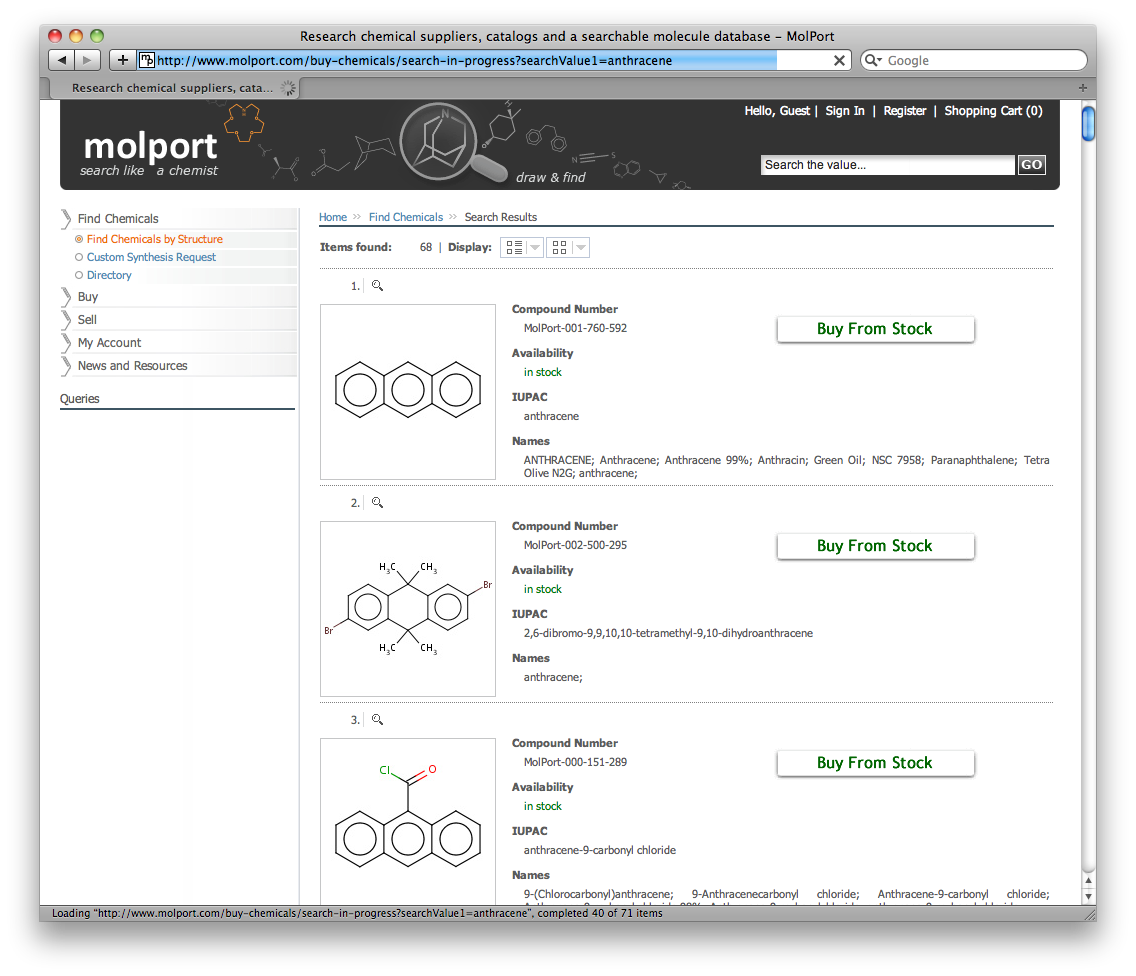 Research chemical suppliers, catalogs and a searchable molecule database – MolPort
http://www.molport.com/buy-chemicals/search-in-progress?searchValue1=anthracene
Google
Research chemical suppliers, cata...
Hello, Guest | Sign In | Register | Shopping Cart (0)
molport
search like a chemist
N
N
S
draw & find
Search the value...
GO
Find Chemicals
Find Chemicals by Structure
Custom Synthesis Request
Directory
Buy
Sell
My Account
News and Resources
Queries
Home >> Find Chemicals >> Search Results
Items found: 68 | Display:
1.
Compound Number
MolPort-001-760-592
Buy From Stock
Availability
in stock
IUPAC
anthracene
Names
ANTHRACENE; Anthracene; Anthracene 99%; Anthracin; Green Oil; NSC 7958; Paranaphthalene; Tetra
Olive N2G; anthracene;
2.
H3C CH3
Br
Br
H3C CH3
Compound Number
MolPort-002-500-295
Buy From Stock
Availability
in stock
IUPAC
2,6-dibromo-9,9,10,10-tetramethyl-9,10-dihydroanthracene
Names
anthracene;
3.
Cl O
Compound Number
MolPort-000-151-289
Buy From Stock
Availability
in stock
IUPAC
anthracene-9-carbonyl chloride
Names
9-(Chlorocarbonyl)anthracene; 9-Anthracenecarbonyl chloride; Anthracene-9-carbonyl chloride;
Loading "http://www.molport.com/buy-chemicals/search-in-progress?searchValue1=anthracene", completed 40 of 71 items